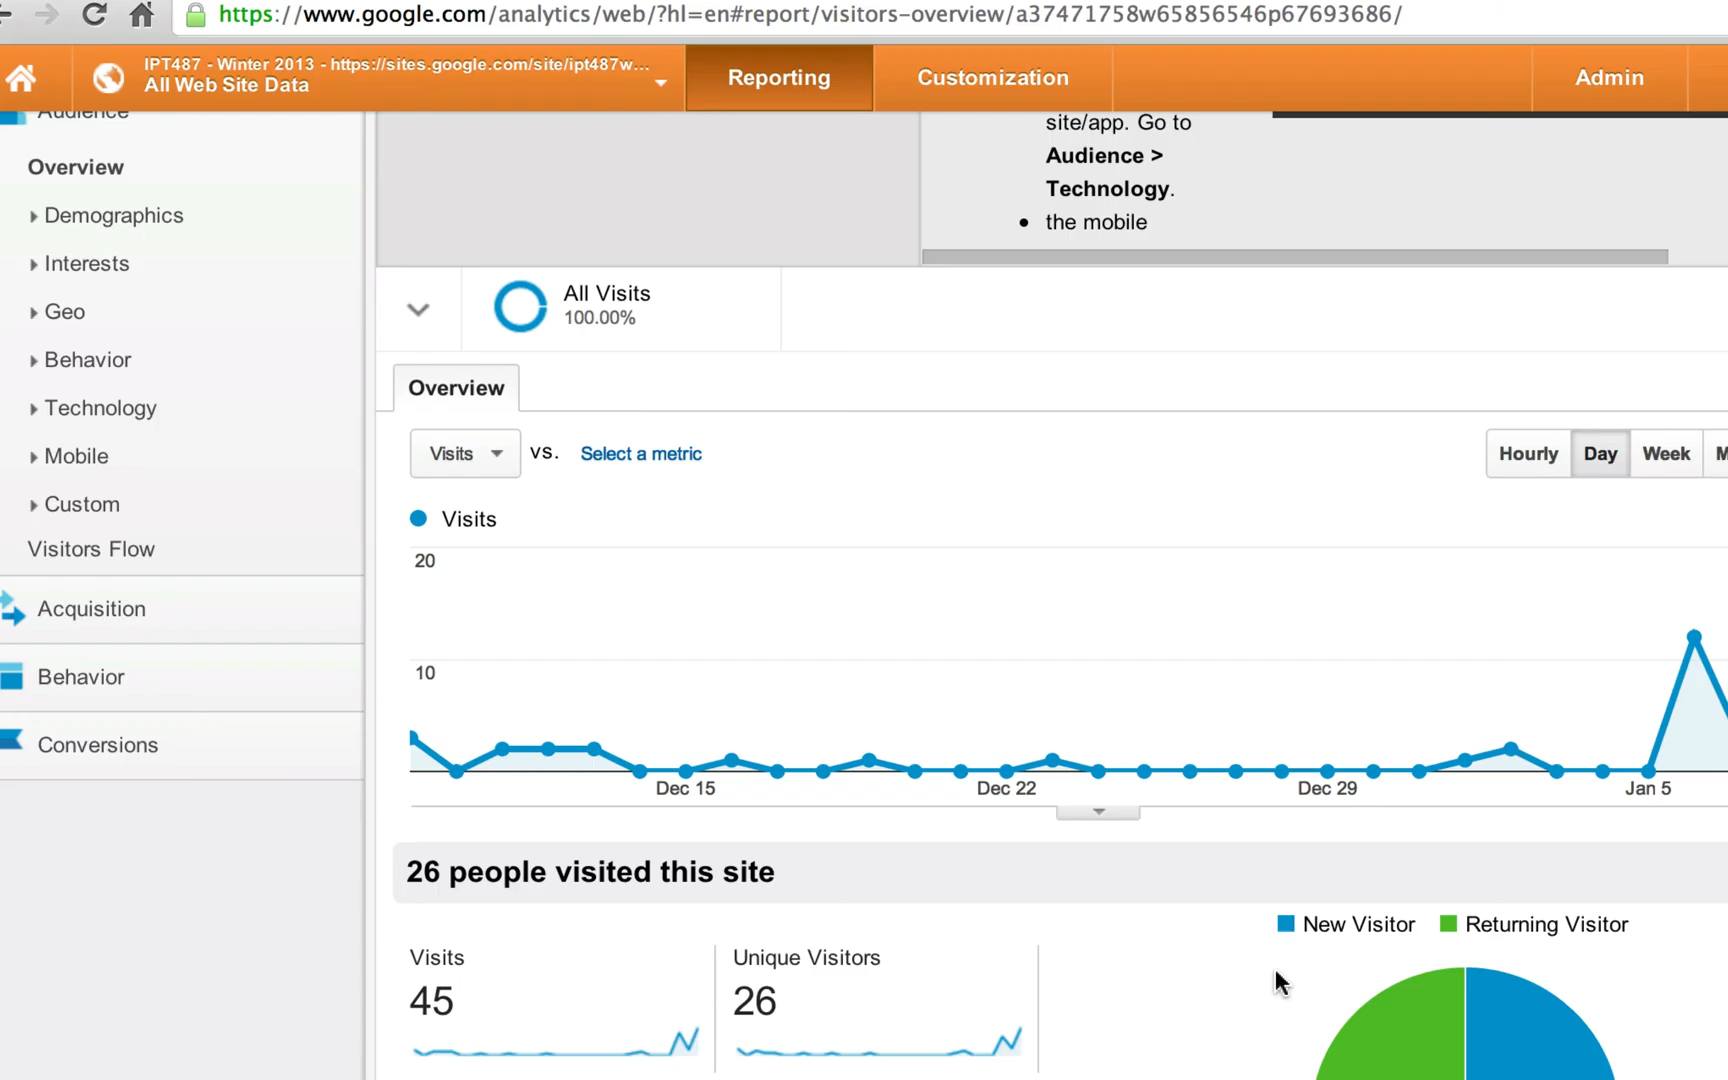 https://www.google.com/analytics/web/?hl=en#report/visitors-overview/a37471758w65856546p67693686/
IPT487 - Winter 2013 - https://sites.google.com/site/ipt487w...
All Web Site Data
Reporting
Customization
Admin
Audience
Overview
Demographics
Interests
Geo
Behavior
Technology
Mobile
Custom
Visitors Flow
Acquisition
Behavior
Conversions
site/app. Go to
Audience >
Technology.
• the mobile
All Visits
100.00%
Overview
Visits vs. Select a metric
Hourly Day Week M
Visits
20
10
Dec 15 Dec 22 Dec 29 Jan 5
26 people visited this site
New Visitor Returning Visitor
Visits
45
Unique Visitors
26